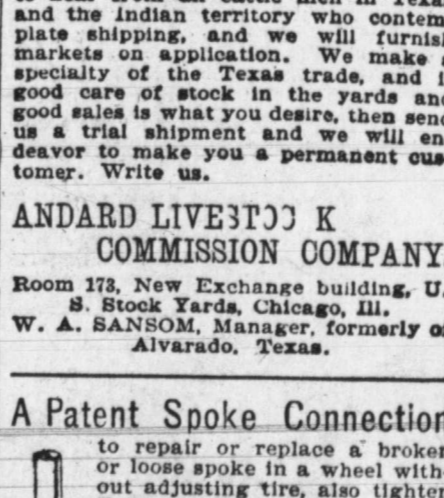 and the Indian territory who contem
plate shipping, and we will furnish
markets on application. We make a
specialty of the Texas trade, and i
good care of stock in the yards and
good sales is what you desire, then send
us a trial shipment and we will en
deavor to make you a permanent cus
tomer. Write us.
ANDARD LIVESTOC K
COMMISSION COMPANY
Room 173, New Exchange building, U.
S. Stock Yards, Chicago, Ill.
W. A. SANSOM, Manager, formerly o
Alvarado. Texas.
A Patent Spoke Connection
to repair or replace a broken
or loose spoke in a wheel with-
out adjusting tire, also tighten